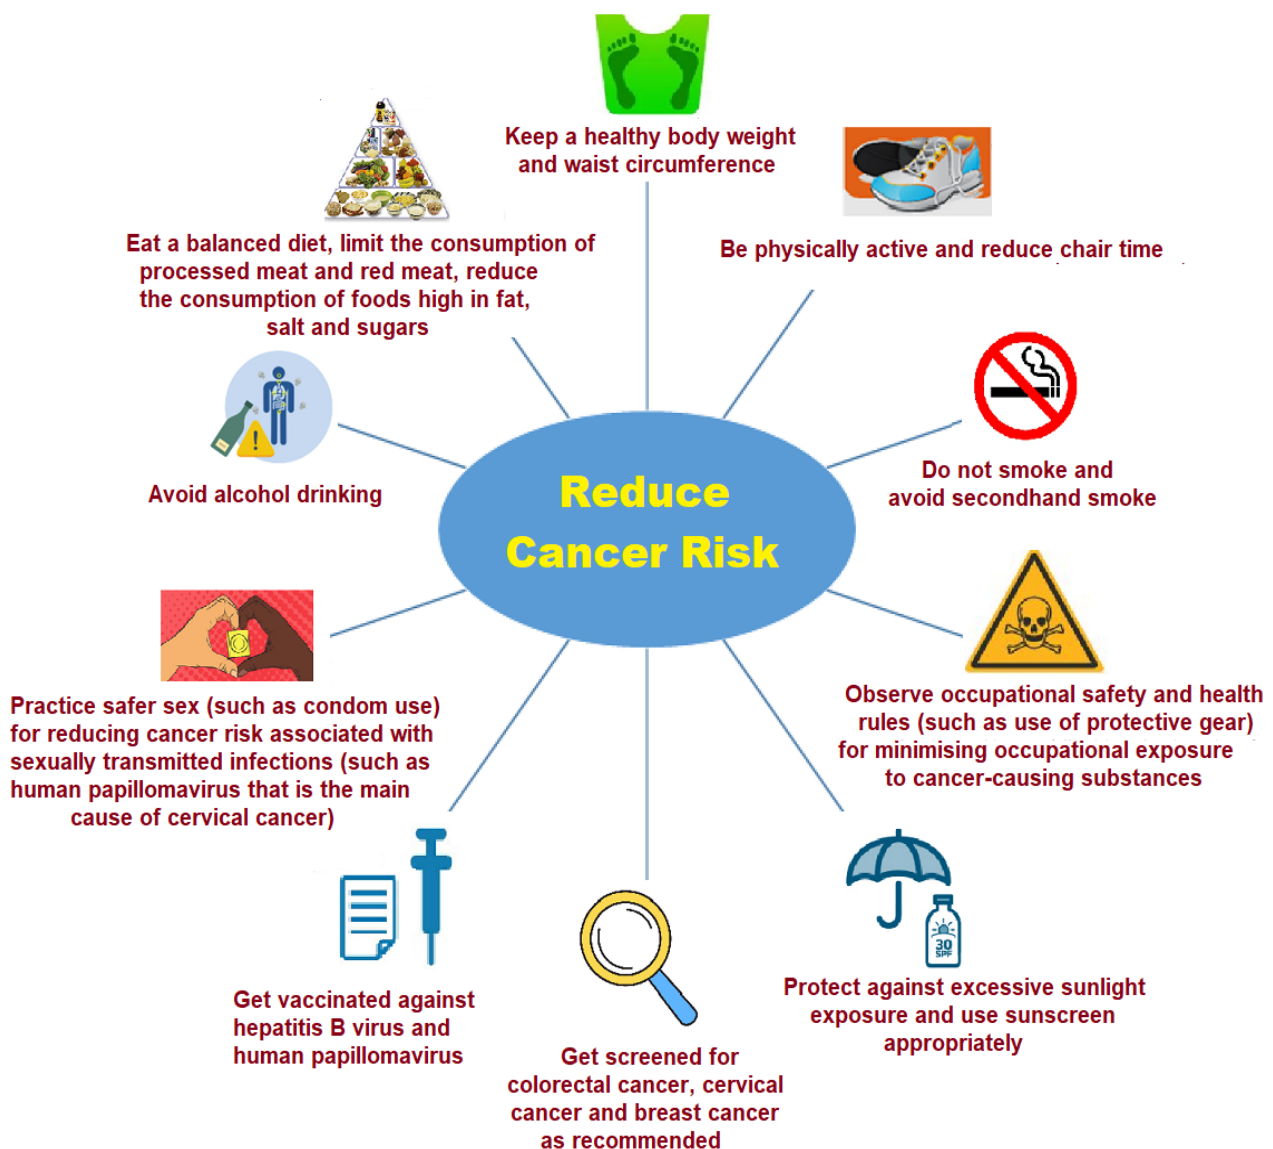 Keep a healthy body weight
and waist circumference
Be physically active and reduce chair time
Do not smoke and
avoid secondhand smoke
Observe occupational safety and health
rules (such as use of protective gear)
for minimising occupational exposure
to cancer-causing substances
30
SPF
Protect against excessive sunlight
exposure and use sunscreen
appropriately
Get screened for
colorectal cancer, cervical
cancer and breast cancer
as recommended
Get vaccinated against
hepatitis B virus and
human papillomavirus
Practice safer sex (such as condom use)
for reducing cancer risk associated with
sexually transmitted infections (such as
human papillomavirus that is the main
cause of cervical cancer)
Avoid alcohol drinking
Eat a balanced diet, limit the consumption of
processed meat and red meat, reduce
the consumption of foods high in fat,
salt and sugars
Reduce
Cancer Risk